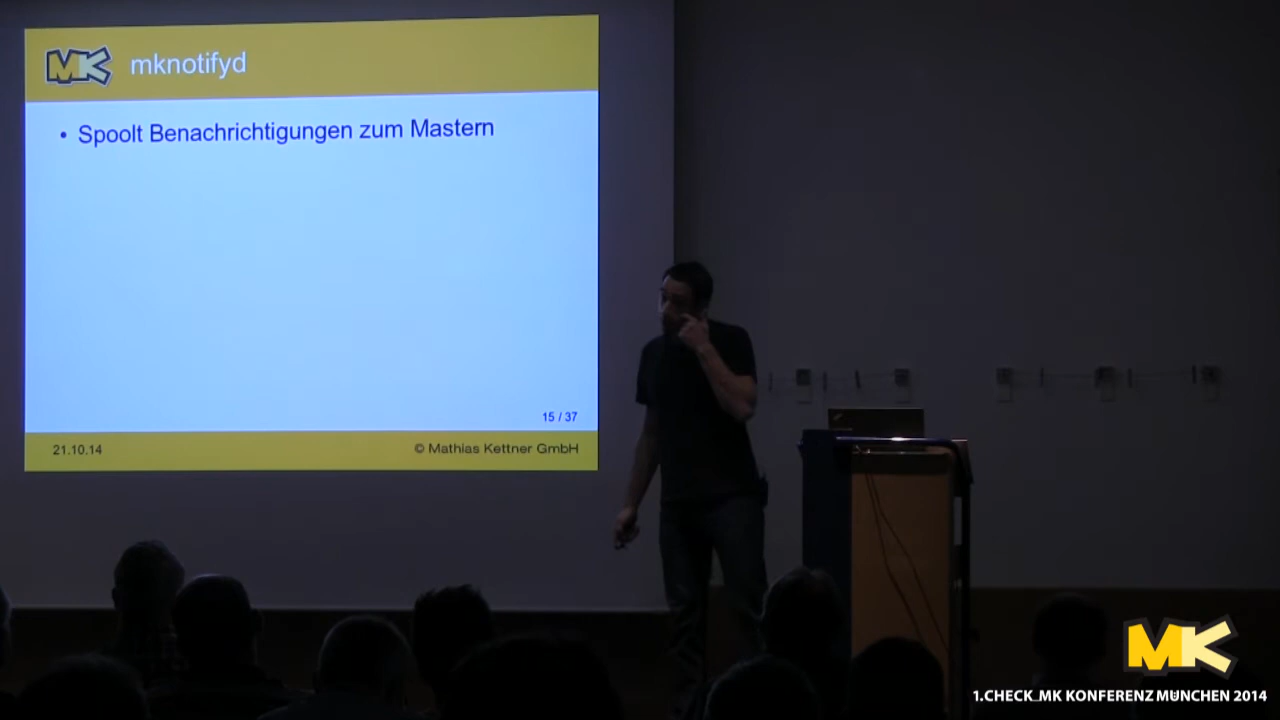 MK mknotifyd
• Spoolt Benachrichtigungen zum Mastern
15 / 37
21.10.14 © Mathias Kettner GmbH
MK
1.CHECK_MK KONFERENZ MÜNCHEN 2014